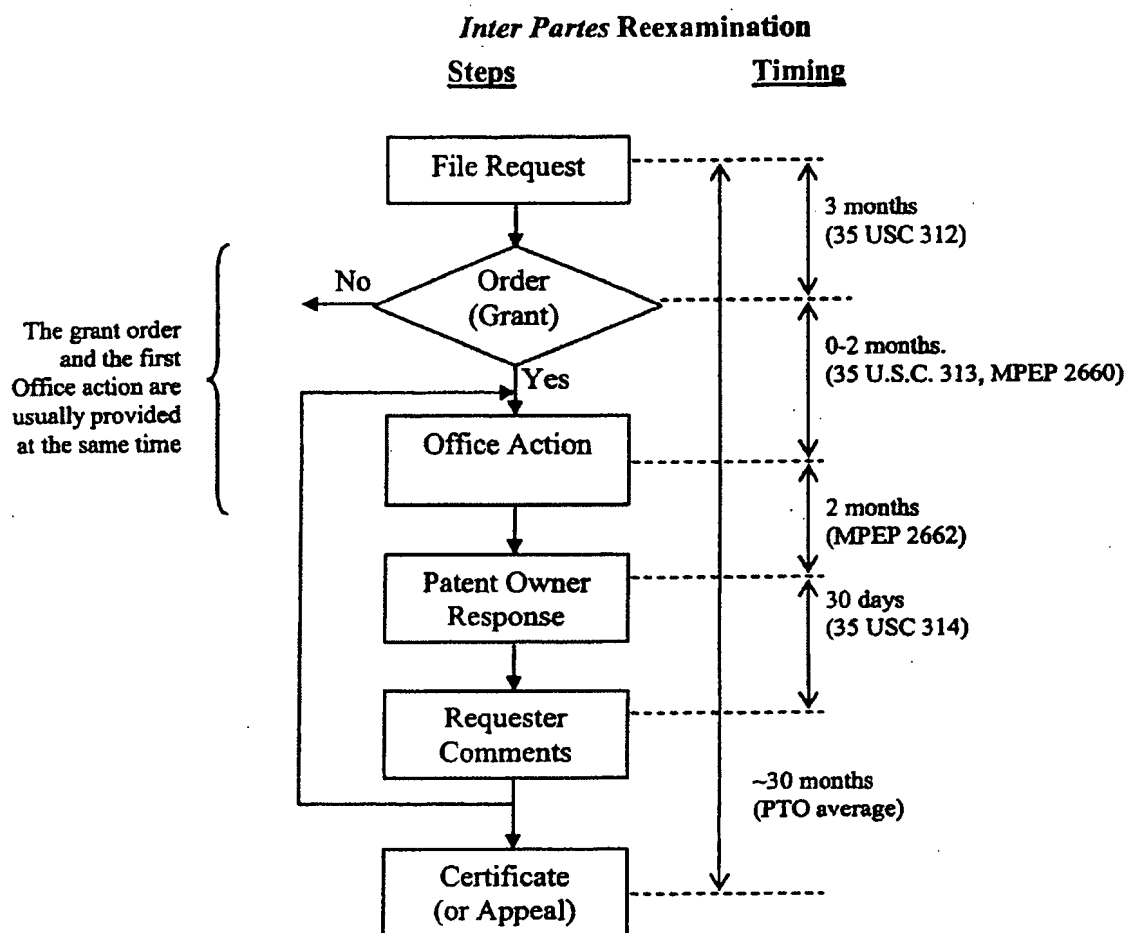 Inter Partes Reexamination
Steps
Timing
File Request
3 months
(35 USC 312)
No
Order
(Grant)
The grant order
and the first
Office action are
usually provided
at the same time
0-2 months.
(35 U.S.C. 313, MPEP 2660)
Yes
Office Action
2 months
(MPEP 2662)
Patent Owner
Response
30 days
(35 USC 314)
Requester
Comments
~30 months
(PTO average)
Certificate
(or Appeal)